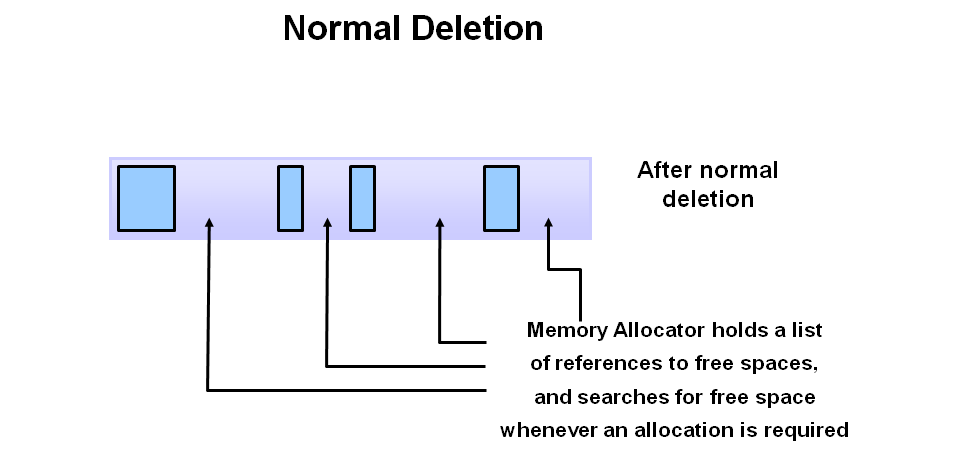 Normal Deletion
After normal
deletion
Memory Allocator holds a list
of references to free spaces,
and searches for free space
whenever an allocation is required